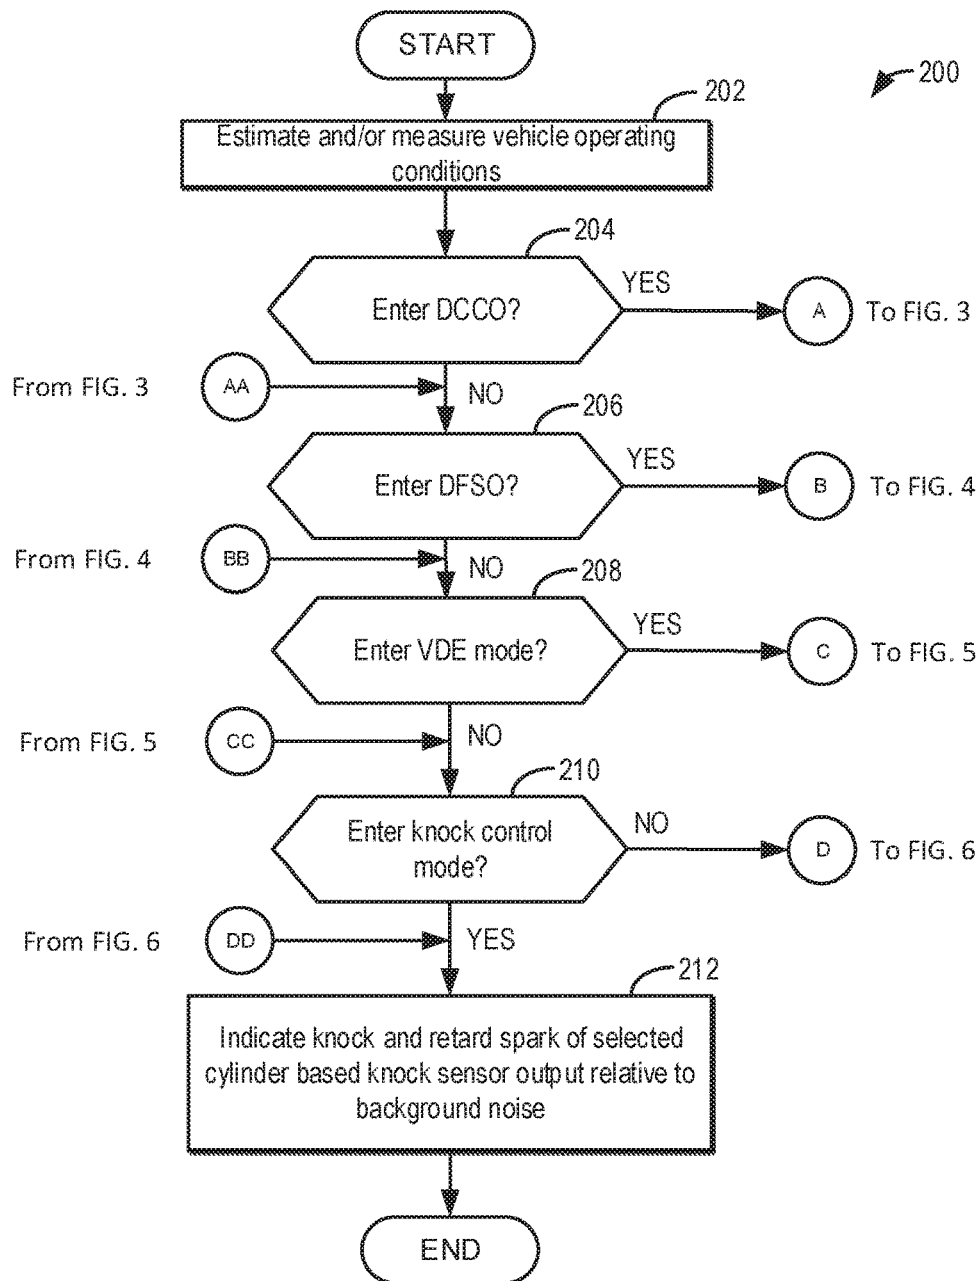 START
200
202
Estimate and/or measure vehicle operating
conditions
204
Enter DCCO?
YES
A
To FIG. 3
From FIG. 3
AA
NO
206
Enter DFSO?
YES
B
To FIG. 4
From FIG. 4
BB
NO
208
Enter VDE mode?
YES
C
To FIG. 5
From FIG. 5
CC
NO
210
Enter knock control
mode?
NO
D
To FIG. 6
From FIG. 6
DD
YES
212
Indicate knock and retard spark of selected
cylinder based knock sensor output relative to
background noise
END